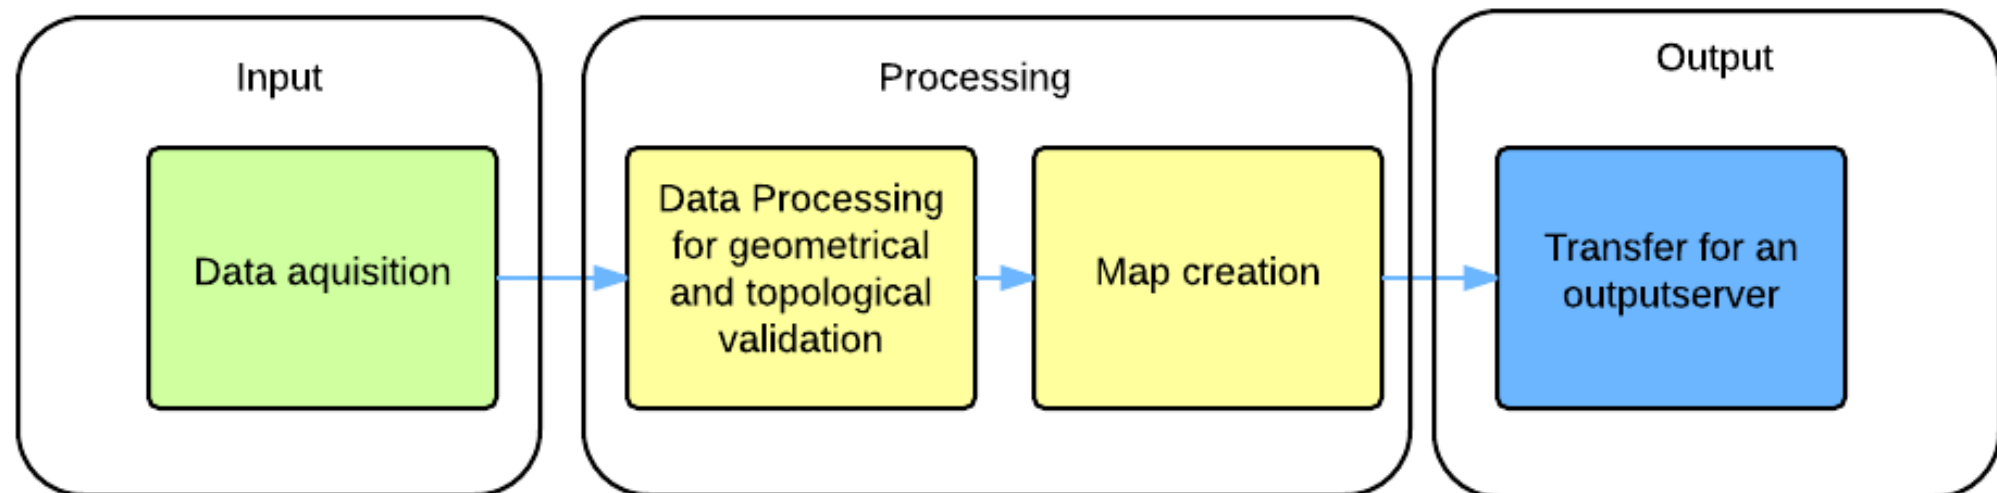 Input
Data aquisition
Processing
Data Processing
for geometrical
and topological
validation
Map creation
Output
Transfer for an
outputserver